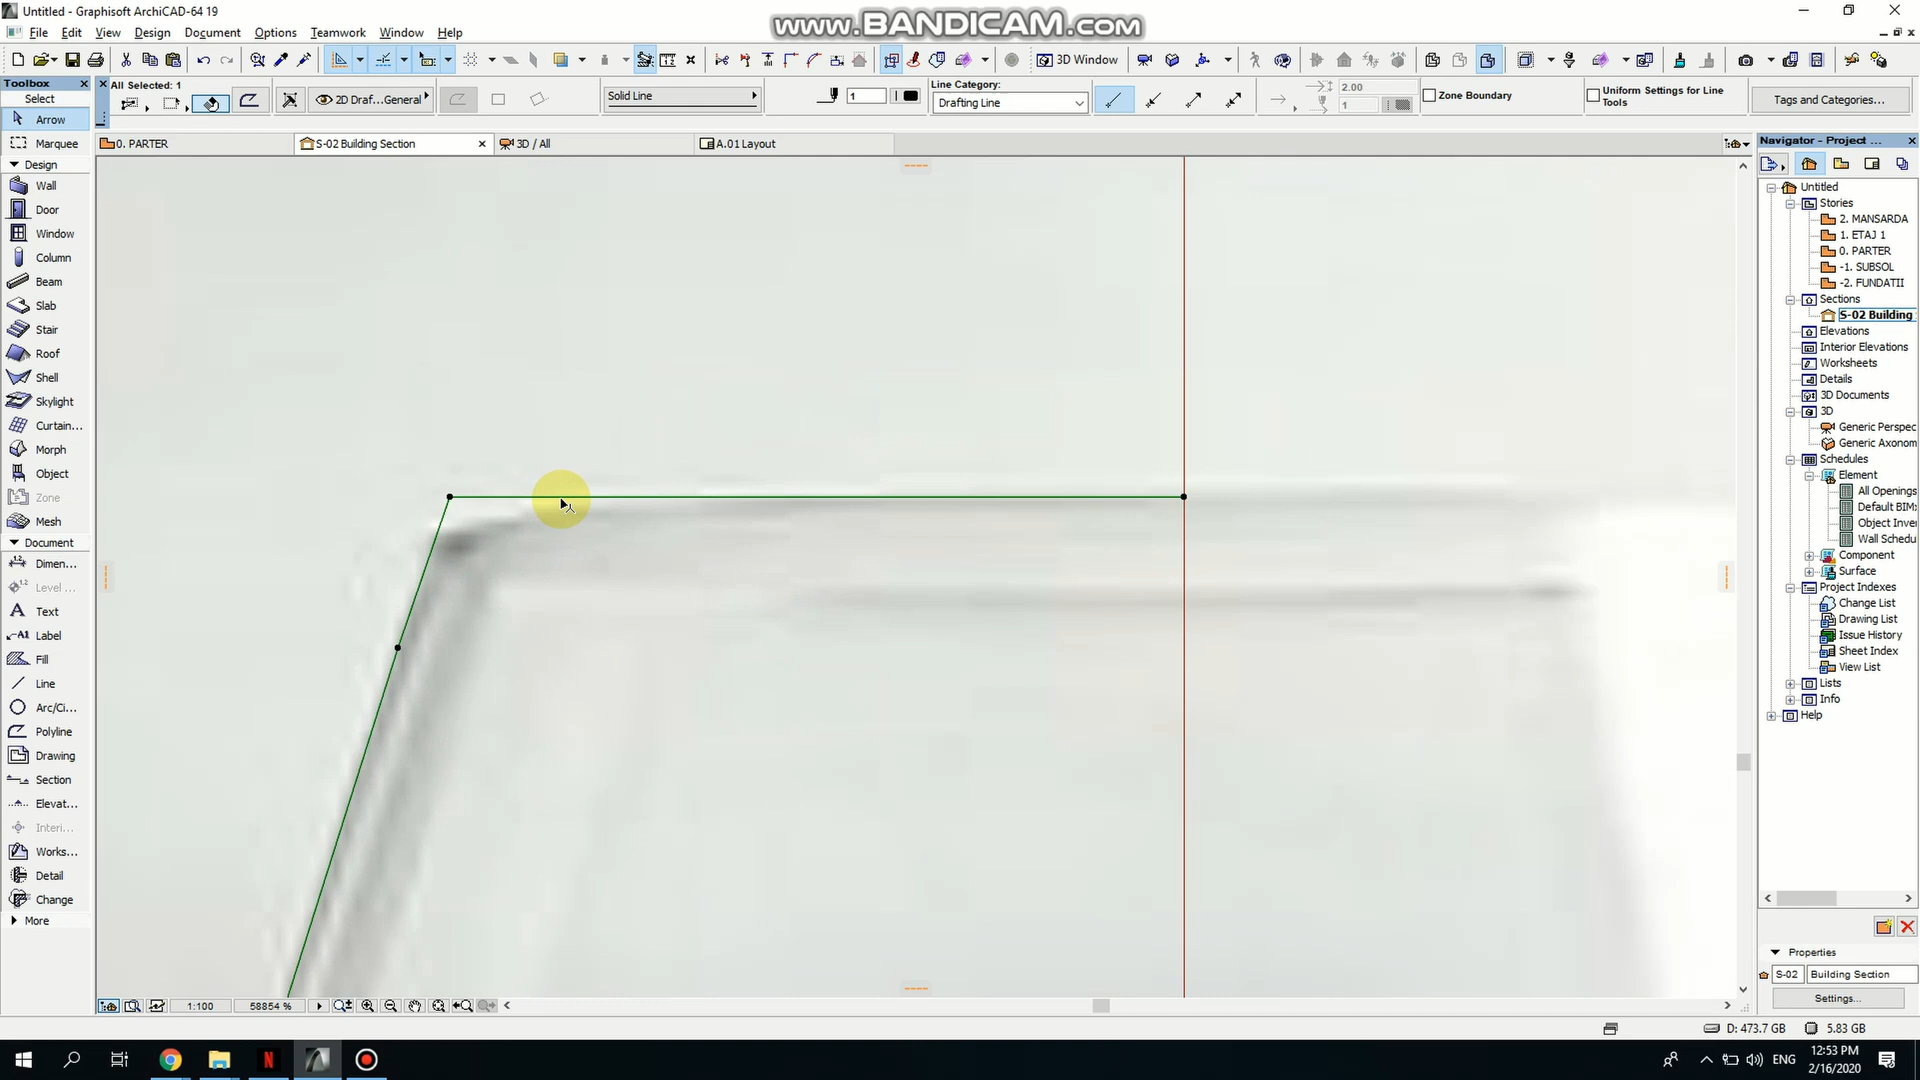 Untitled - Graphisoft ArchiCAD-64 19
www.BANDICAM.com
File Edit View Design Document Options Teamwork Window Help
3D Window
Toolbox
Select
Arrow
Marquee
Design
Wall
Door
Window
Column
Beam
Slab
Stair
Roof
Shell
Skylight
Curtain...
Morph
Object
Zone
Mesh
Document
Dimen...
Level ...
Text
Label
Fill
Line
Arc/Ci...
Polyline
Drawing
Section
Elevat...
Interi...
Works...
Detail
Change
More
All Selected: 1
2D Draf...General
Solid Line
1
Line Category:
Drafting Line
2.00
1
Zone Boundary
Uniform Settings for Line Tools
Tags and Categories...
0. PARTER
S-02 Building Section
3D / All
A.01 Layout
Navigator - Project ...
Untitled
Stories
2. MANSARDA
1. ETAJ 1
0. PARTER
-1. SUBSOL
-2. FUNDATII
Sections
S-02 Building
Elevations
Interior Elevations
Worksheets
Details
3D Documents
3D
Generic Perspec
Generic Axonom
Schedules
Element
All Openings
Default BIM
Object Inve
Wall Schedu
Component
Surface
Project Indexes
Change List
Drawing List
Issue History
Sheet Index
View List
Lists
Info
Help
Properties
S-02 Building Section
Settings...
1:100
58854 %
D: 473.7 GB
5.83 GB
ENG
12:53 PM
2/16/2020